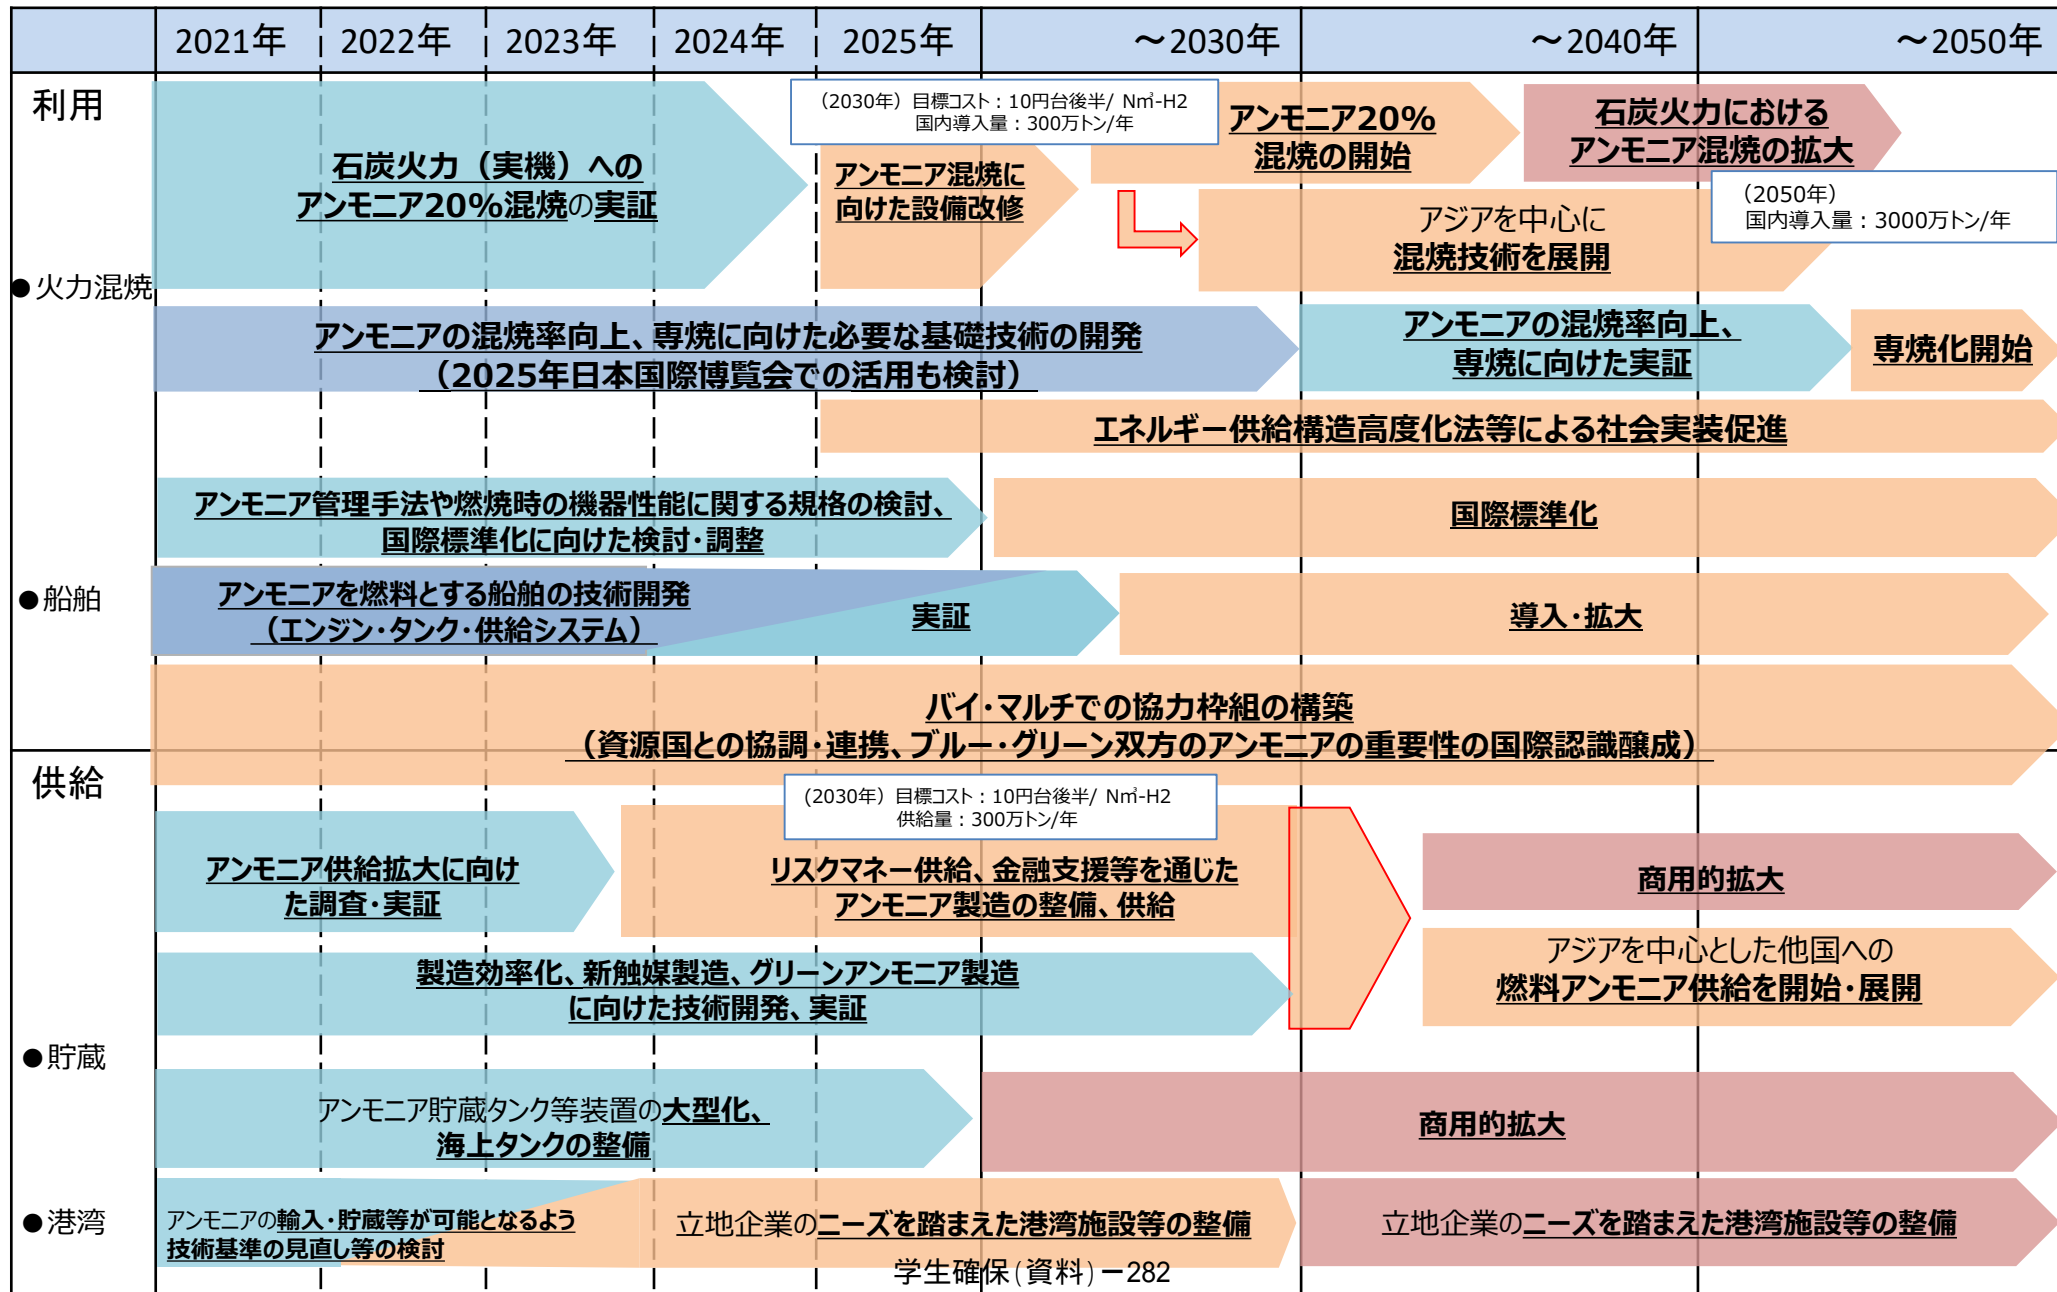 2021年
2022年
2023年
2024年
2025年
～2030年
～2040年
～2050年
利用
●火力混焼
石炭火力（実機）への
アンモニア20％混焼の実証
（2030年）目標コスト：10円台後半/ N㎥-H2
国内導入量：300万トン/年
アンモニア混焼に
向けた設備改修
アンモニア20％
混焼の開始
石炭火力における
アンモニア混焼の拡大
（2050年）
国内導入量：3000万トン/年
アジアを中心に
混焼技術を展開
アンモニアの混焼率向上、専焼に向けた必要な基礎技術の開発
（2025年日本国際博覧会での活用も検討）
アンモニアの混焼率向上、
専焼に向けた実証
専焼化開始
エネルギー供給構造高度化法等による社会実装促進
アンモニア管理手法や燃焼時の機器性能に関する規格の検討、
国際標準化に向けた検討・調整
国際標準化
●船舶
アンモニアを燃料とする船舶の技術開発
（エンジン・タンク・供給システム）
実証
導入・拡大
バイ・マルチでの協力枠組の構築
（資源国との協調・連携、ブルー・グリーン双方のアンモニアの重要性の国際認識醸成）
供給
（2030年）目標コスト：10円台後半/ N㎥-H2
供給量：300万トン/年
アンモニア供給拡大に向け
た調査・実証
リスクマネー供給、金融支援等を通じた
アンモニア製造の整備、供給
商用的拡大
製造効率化、新触媒製造、グリーンアンモニア製造
に向けた技術開発、実証
アジアを中心とした他国への
燃料アンモニア供給を開始・展開
●貯蔵
アンモニア貯蔵タンク等装置の大型化、
海上タンクの整備
商用的拡大
●港湾
アンモニアの輸入・貯蔵等が可能となるよう
技術基準の見直し等の検討
立地企業のニーズを踏まえた港湾施設等の整備
立地企業のニーズを踏まえた港湾施設等の整備
学生確保（資料）－282